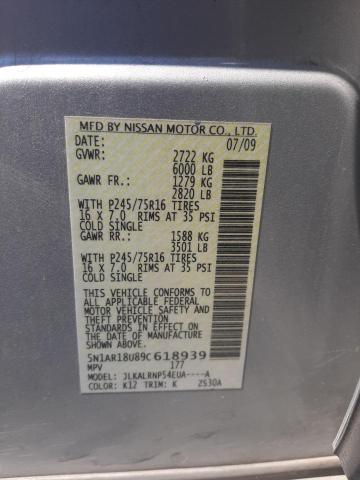 MFD BY NISSAN MOTOR CO., LTD.
DATE: 07/09
GVWR: 2722 KG
6000 LB
GAWR FR.: 1279 KG
2820 LB
WITH P245/75R16 TIRES
16 X 7.0 RIMS AT 35 PSI
COLD SINGLE
GAWR RR.: 1588 KG
3501 LB
WITH P245/75R16 TIRES
16 X 7.0 RIMS AT 35 PSI
COLD SINGLE
THIS VEHICLE CONFORMS TO
ALL APPLICABLE FEDERAL
MOTOR VEHICLE SAFETY AND
THEFT PREVENTION
STANDARDS IN EFFECT ON
THE DATE OF MANUFACTURE
SHOWN ABOVE.
5N1AR18U89C618939
MPV 177
MODEL: JLKALRNP54EUA----A
COLOR: K12 TRIM: K 2S30A